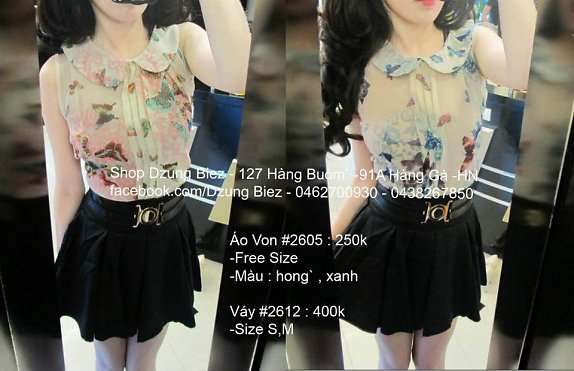 Shop Dzung Biez - 127 Hàng Buồm -91A Hàng Gà -HN
facebook.com/Dzung Biez - 0462700930 - 0438267850
Áo Von #2605 : 250k
-Free Size
-Màu : hong` , xanh
Váy #2612 : 400k
-Size S,M